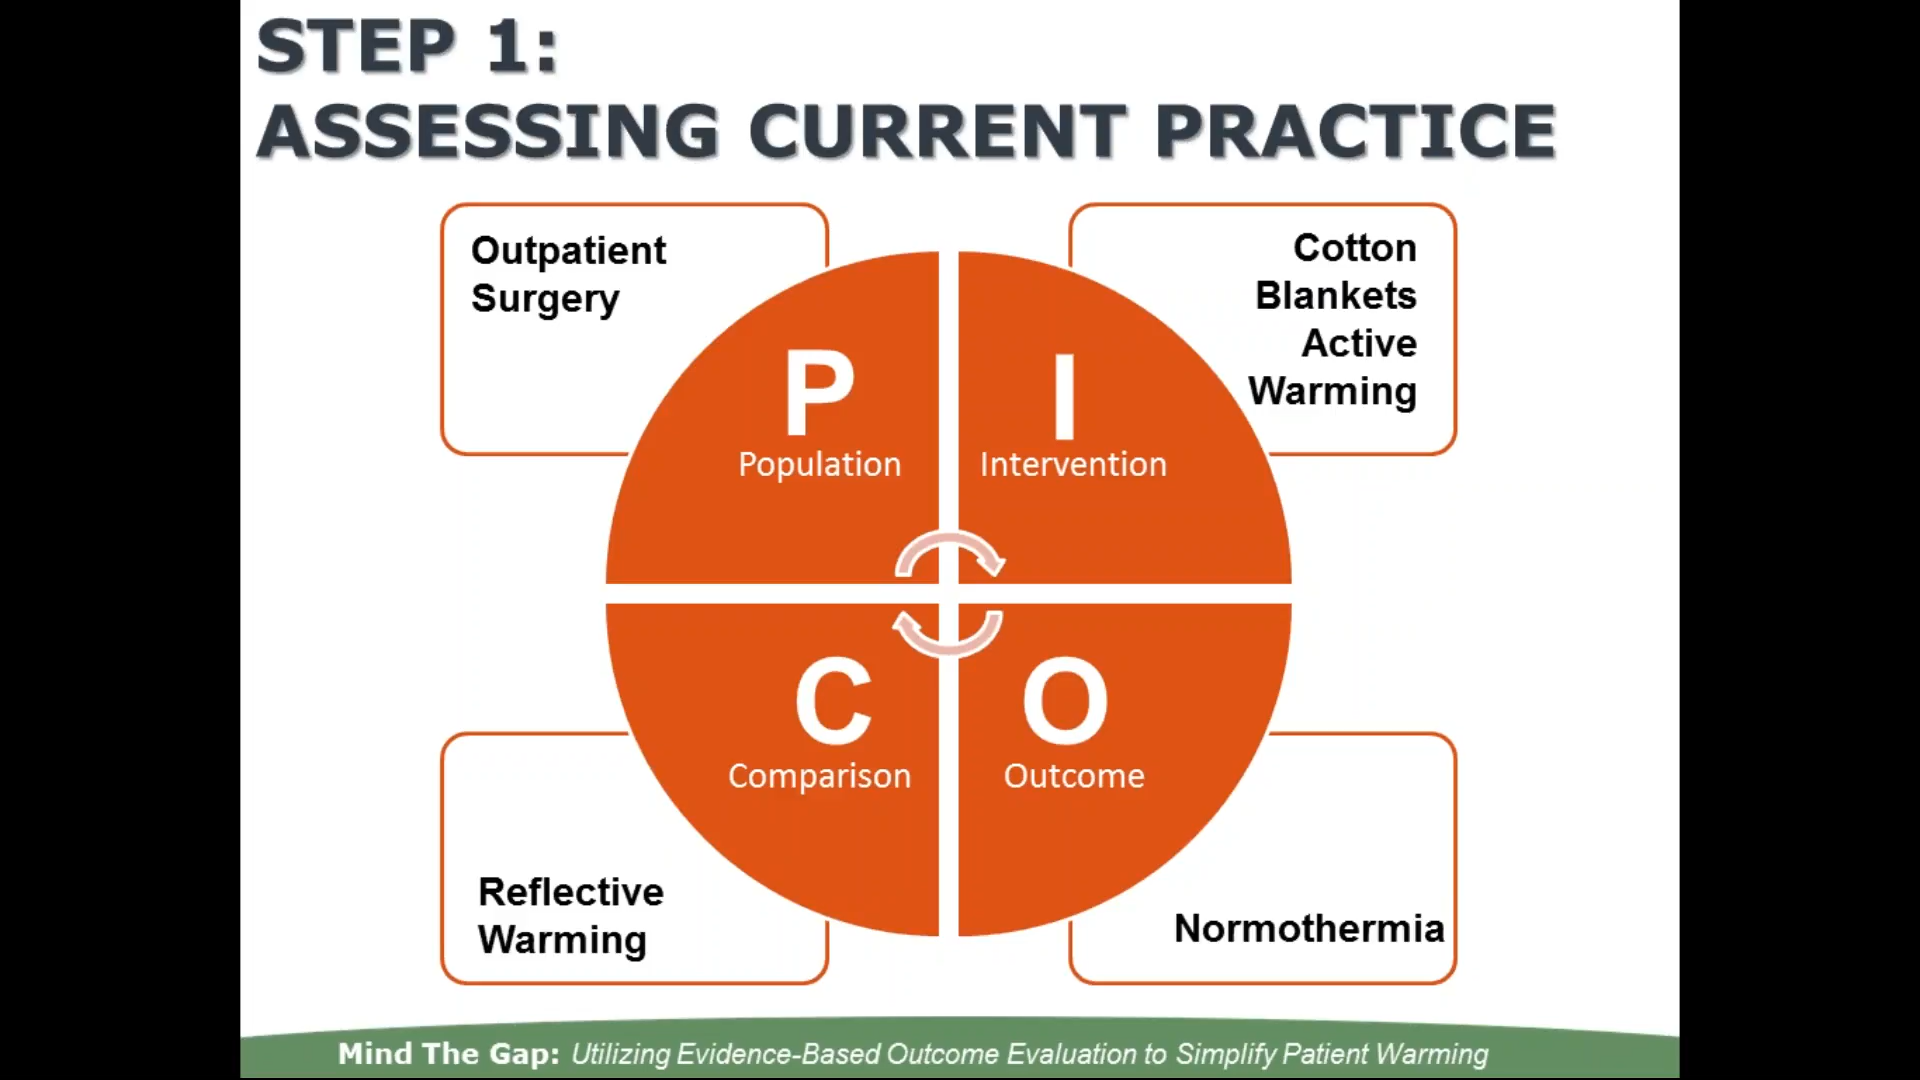 STEP 1:
ASSESSING CURRENT PRACTICE
Outpatient
Surgery
Cotton
Blankets
Active
Warming
P
Population
I
Intervention
C
Comparison
O
Outcome
Reflective
Warming
Normothermia
Mind The Gap: Utilizing Evidence-Based Outcome Evaluation to Simplify Patient Warming